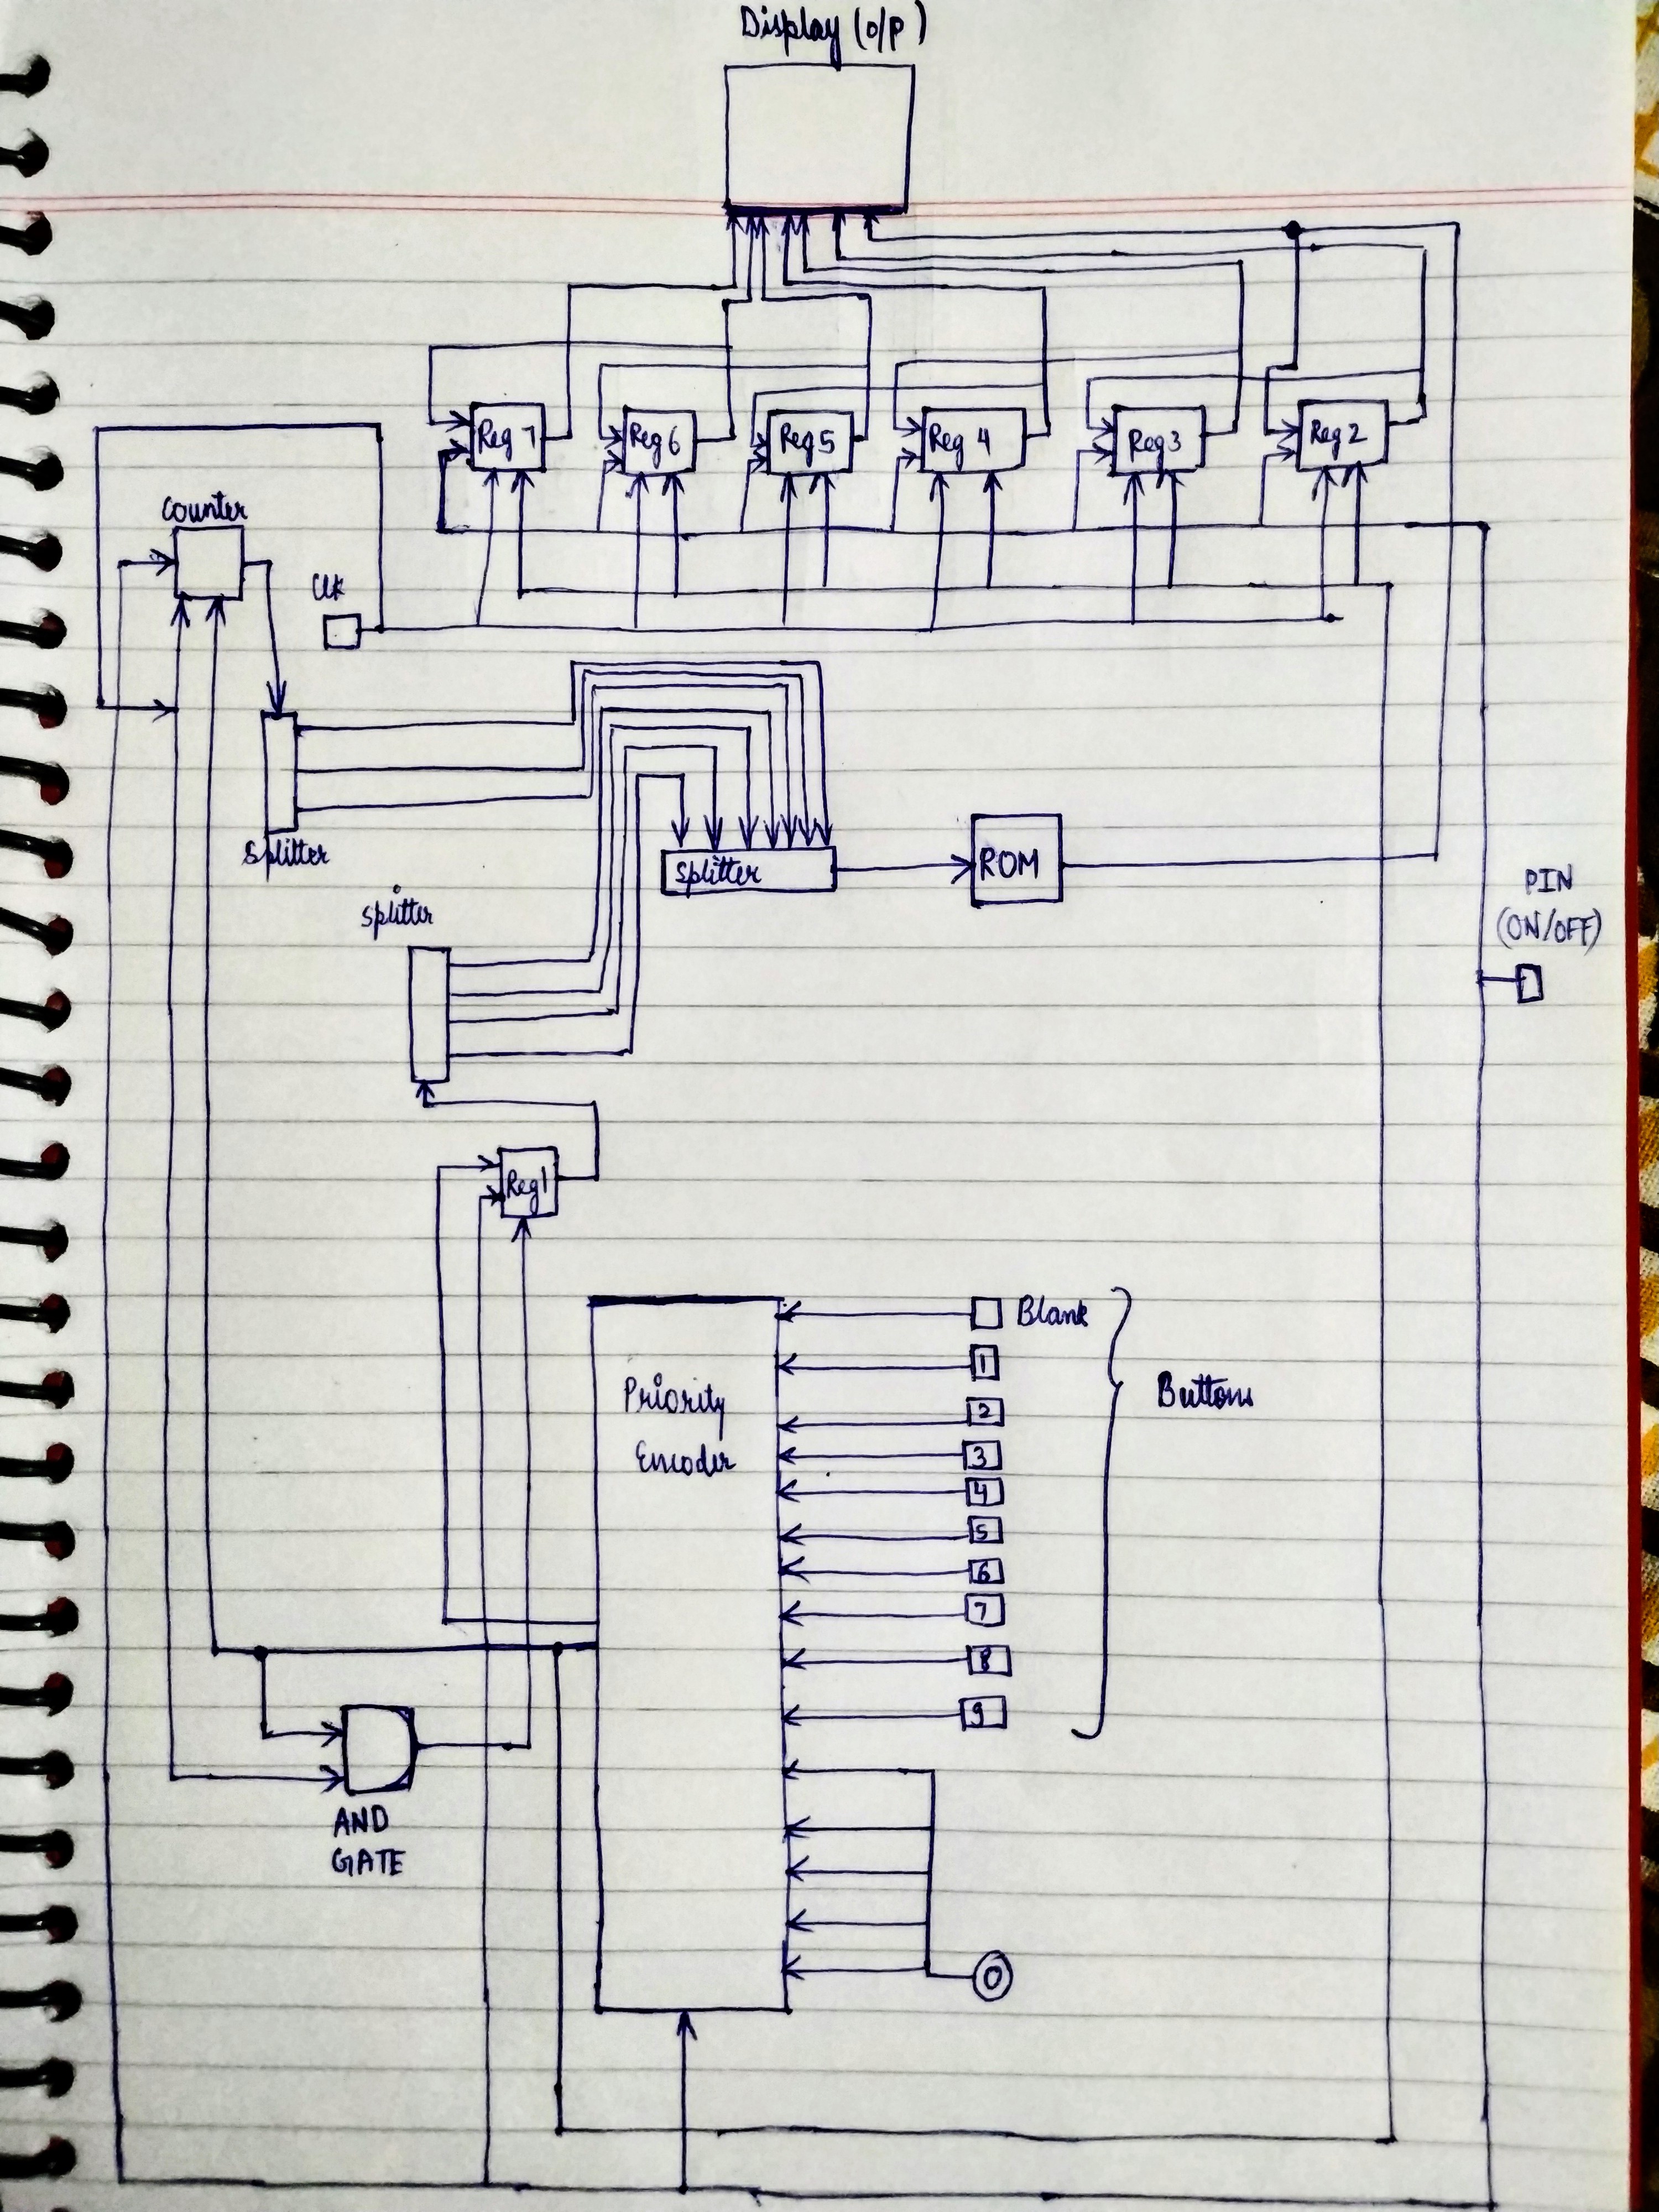 Display (O/P)
Reg 7
Reg 6
Reg 5
Reg 4
Reg 3
Reg 2
Counter
Clk
Splitter
Splitter
Splitter
ROM
PIN
(ON/OFF)
Reg 1
Priority
Encoder
Blank
1
2
3
4
5
6
7
8
9
Buttons
AND
GATE
0